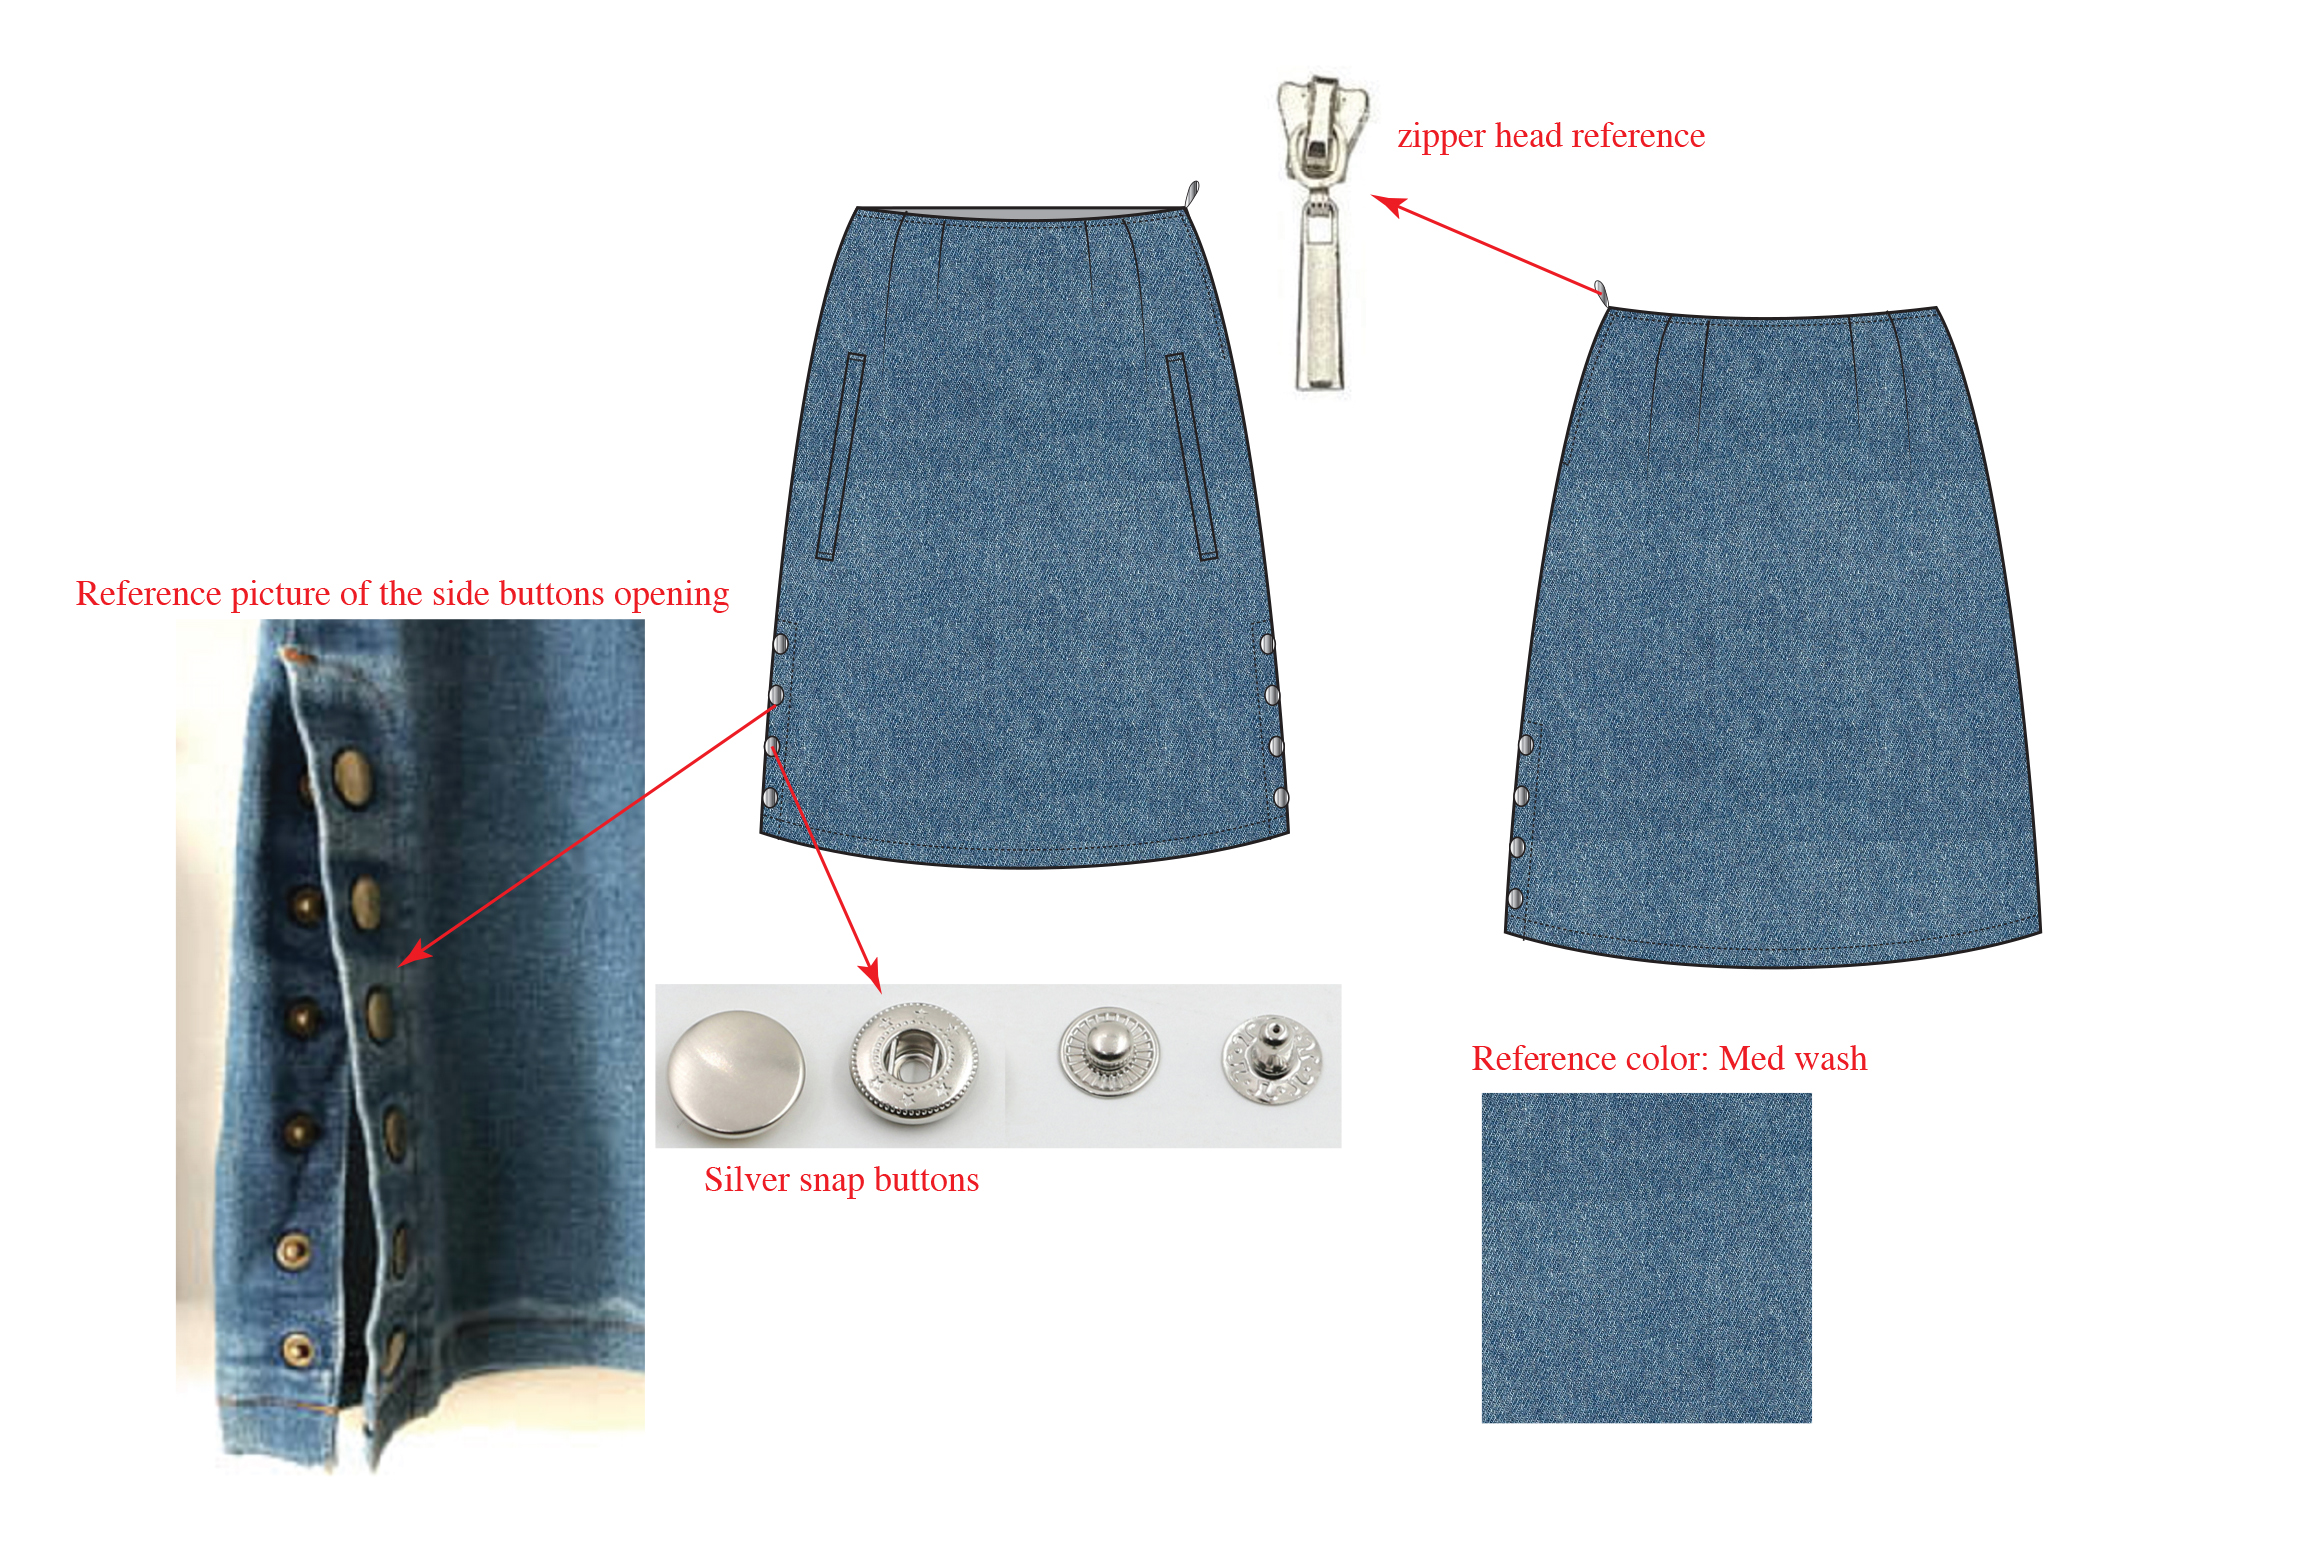 zipper head reference
Reference picture of the side buttons opening
Reference color: Med wash
Silver snap buttons